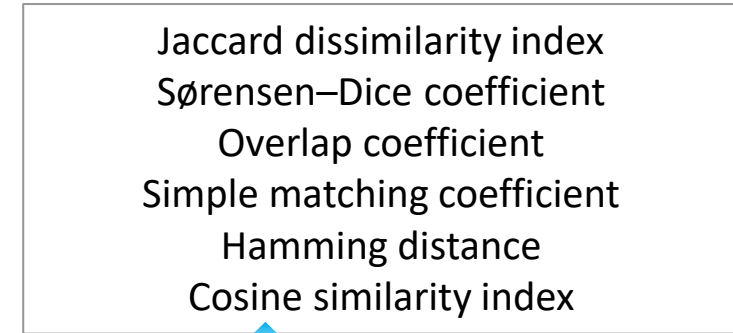 Jaccard dissimilarity index
Sørensen–Dice coefficient
Overlap coefficient
Simple matching coefficient
Hamming distance
Cosine similarity index